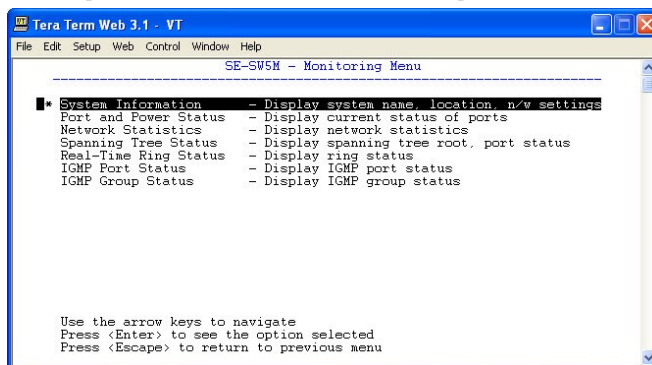 Tera Term Web 3.1 - VT
File Edit Setup Web Control Window Help
SE-SW5M - Monitoring Menu
* System Information - Display system name, location, n/w settings
Port and Power Status - Display current status of ports
Network Statistics - Display network statistics
Spanning Tree Status - Display spanning tree root, port status
Real-Time Ring Status - Display ring status
IGMP Port Status - Display IGMP port status
IGMP Group Status - Display IGMP group status
Use the arrow keys to navigate
Press <Enter> to see the option selected
Press <Escape> to return to previous menu